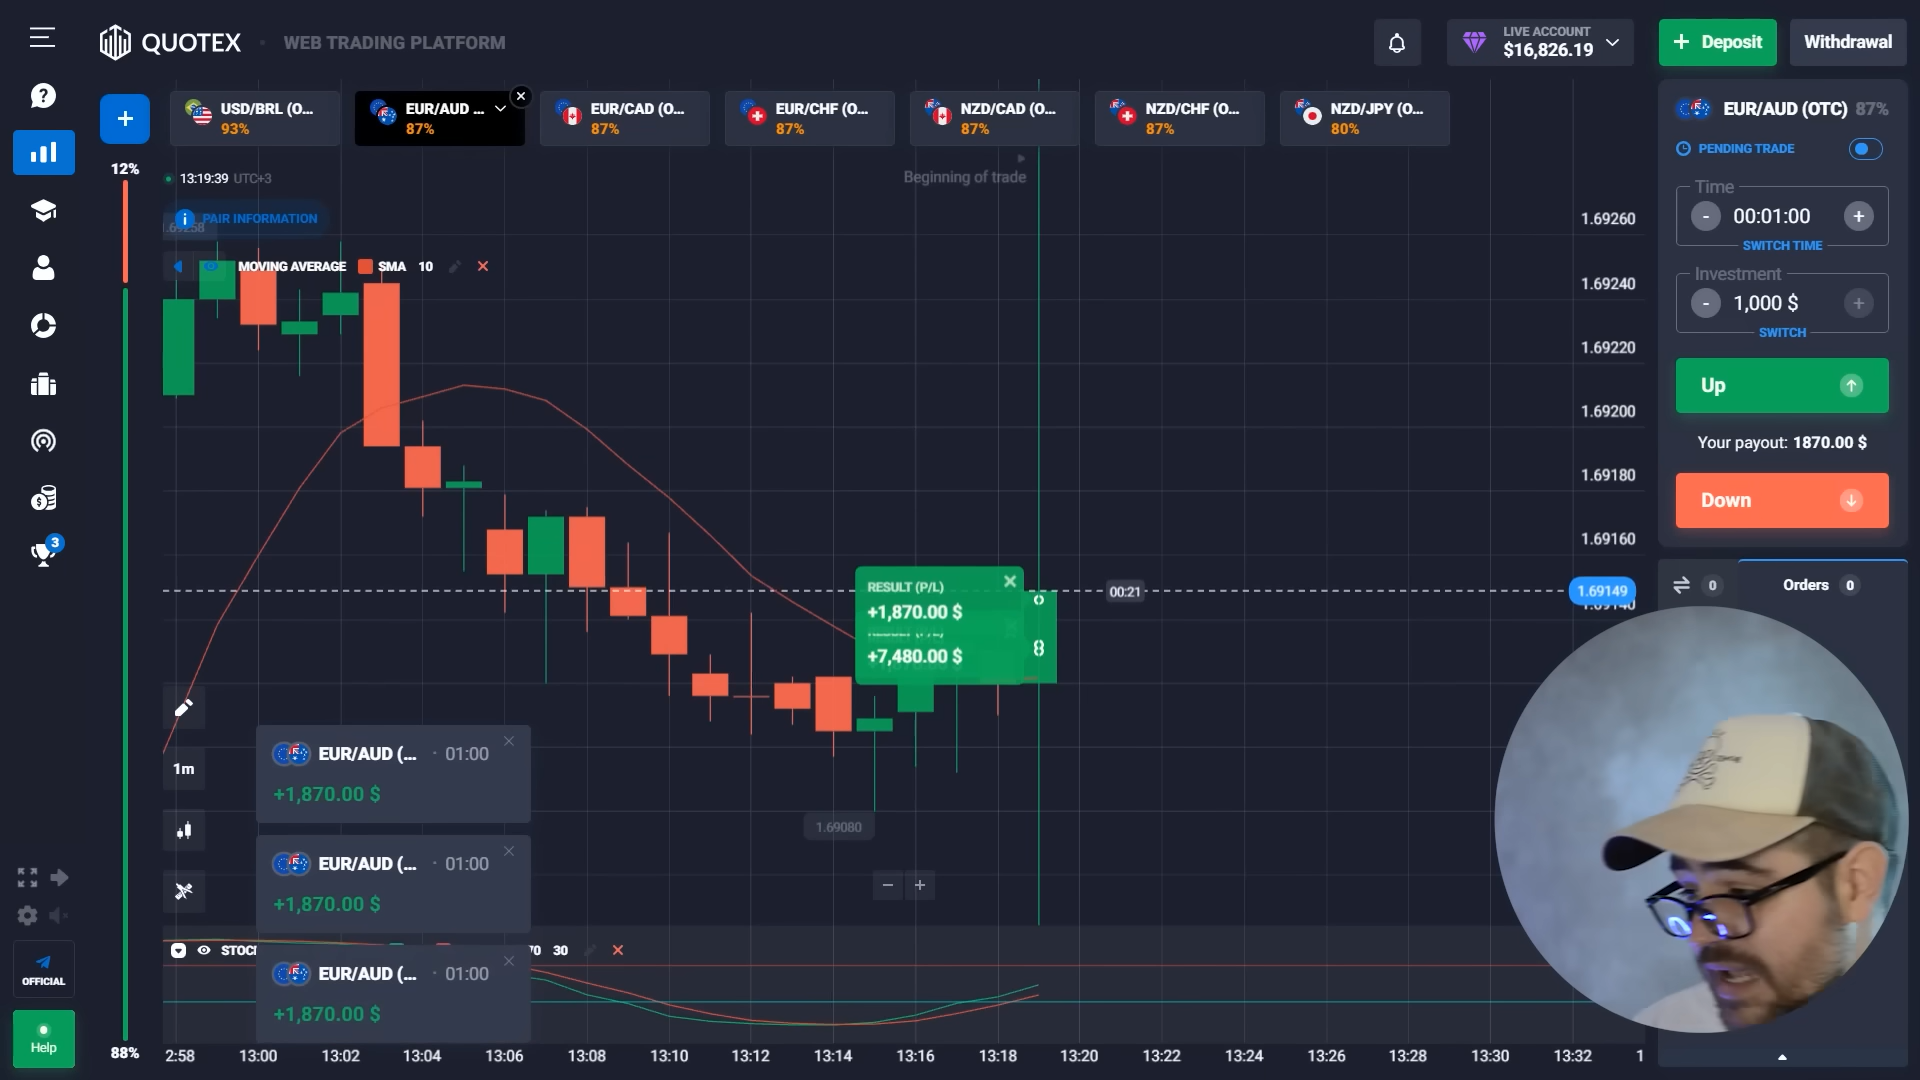 QUOTEX
WEB TRADING PLATFORM
LIVE ACCOUNT
$16,826.19
+ Deposit
Withdrawal
USD/BRL (O...
93%
EUR/AUD ...
87%
EUR/CAD (O...
87%
EUR/CHF (O...
87%
NZD/CAD (O...
87%
NZD/CHF (O...
87%
NZD/JPY (O...
80%
EUR/AUD (OTC) 87%
PENDING TRADE
Time
- 00:01:00 +
SWITCH TIME
Investment
- 1,000 $ +
SWITCH
Up
Your payout: 1870.00 $
Down
0
Orders 0
12%
13:19:39 UTC+3
Beginning of trade
PAIR INFORMATION
MOVING AVERAGE SMA 10
1.69260
1.69240
1.69220
1.69200
1.69180
1.69160
1.69149
00:21
RESULT (P/L)
+1,870.00 $
+7,480.00 $
1.69080
1m
EUR/AUD (... · 01:00
+1,870.00 $
EUR/AUD (... · 01:00
+1,870.00 $
EUR/AUD (... · 01:00
+1,870.00 $
30
3
OFFICIAL
Help
88%
2:58 13:00 13:02 13:04 13:06 13:08 13:10 13:12 13:14 13:16 13:18 13:20 13:22 13:24 13:26 13:28 13:30 13:32 1